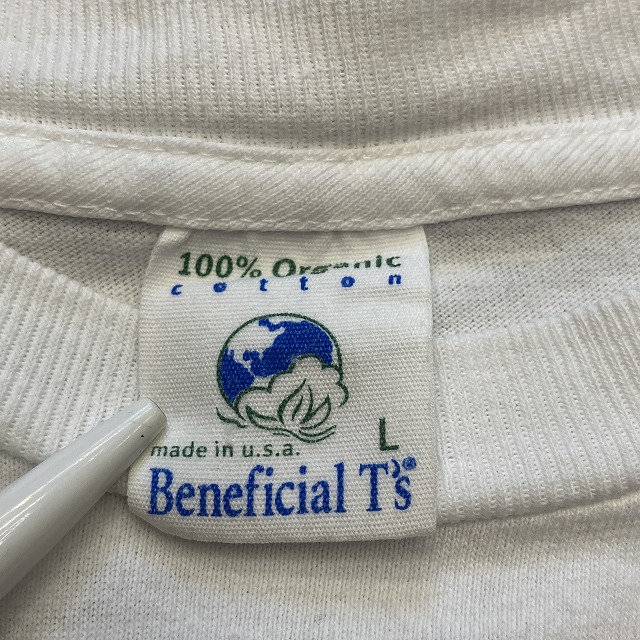 100% Organic
cotton
made in u.s.a.
L
Beneficial T's